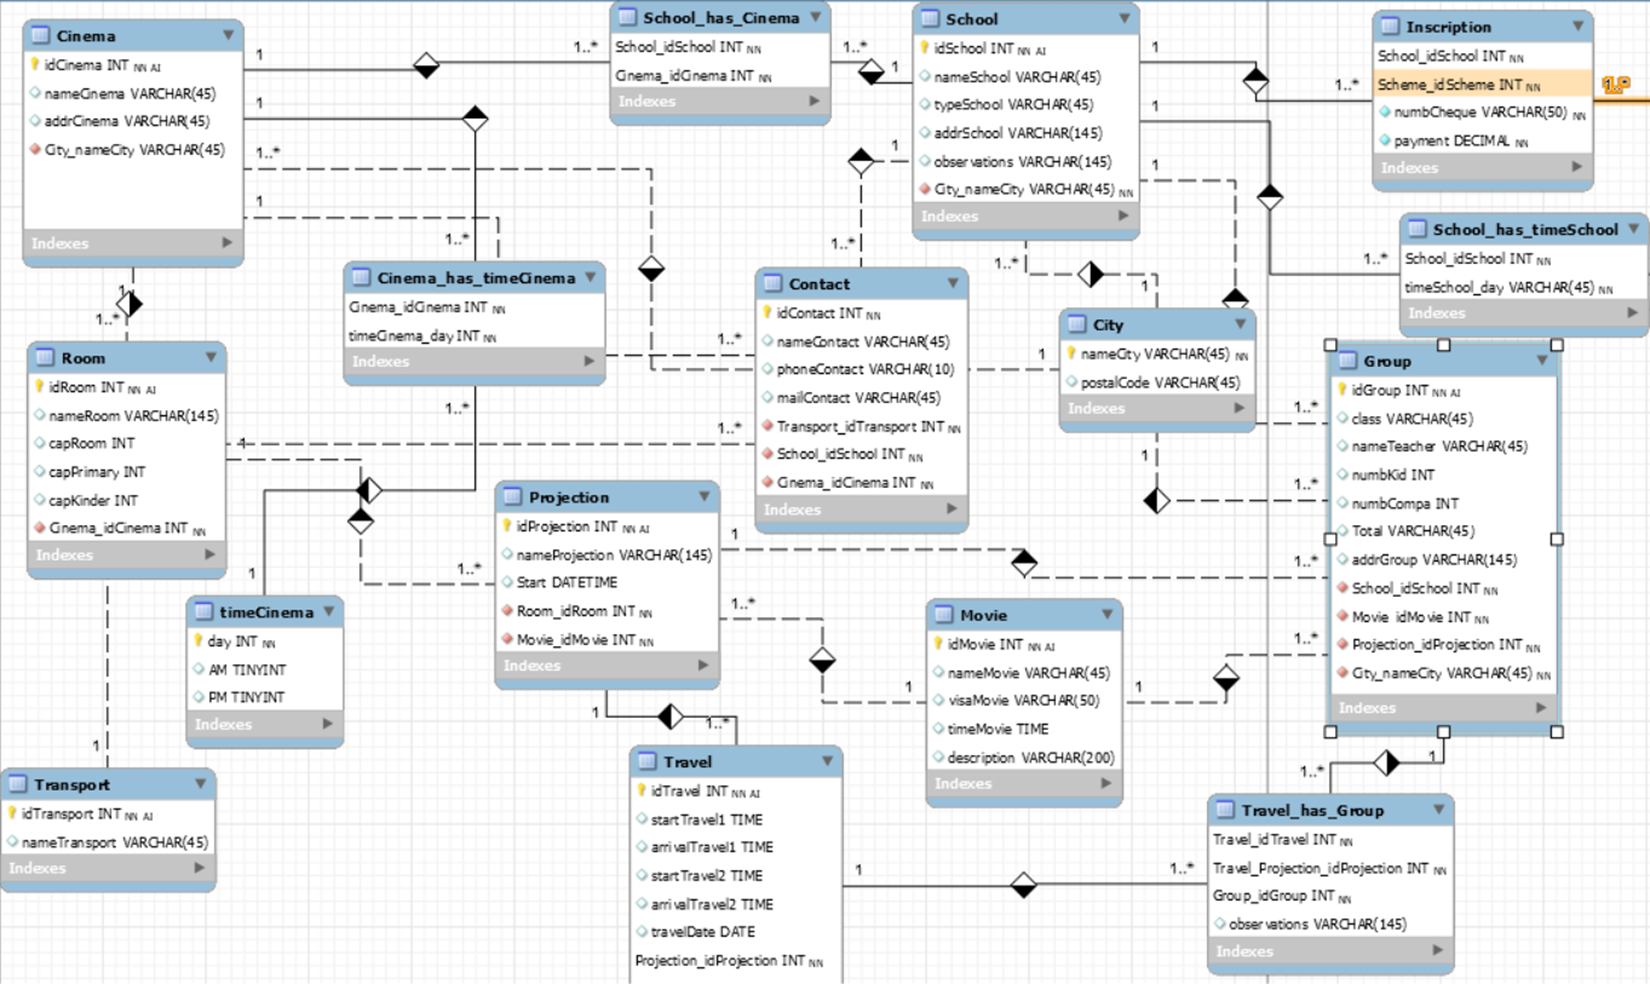 Cinema
idCinema INT NN AI
nameCinema VARCHAR(45)
addrCinema VARCHAR(45)
City_nameCity VARCHAR(45)
Indexes
School_has_Cinema
School_idSchool INT NN
Cinema_idCinema INT NN
Indexes
School
idSchool INT NN AI
nameSchool VARCHAR(45)
typeSchool VARCHAR(45)
addrSchool VARCHAR(145)
observations VARCHAR(145)
City_nameCity VARCHAR(45) NN
Indexes
Inscription
School_idSchool INT NN
Scheme_idScheme INT NN
numbCheque VARCHAR(50) NN
payment DECIMAL NN
Indexes
School_has_timeSchool
School_idSchool INT NN
timeSchool_day VARCHAR(45) NN
Indexes
Cinema_has_timeCinema
Cinema_idCinema INT NN
timeCinema_day INT NN
Indexes
Contact
idContact INT NN
nameContact VARCHAR(45)
phoneContact VARCHAR(10)
mailContact VARCHAR(45)
Transport_idTransport INT NN
School_idSchool INT NN
Cinema_idCinema INT NN
Indexes
City
nameCity VARCHAR(45) NN
postalCode VARCHAR(45)
Indexes
Group
idGroup INT NN AI
class VARCHAR(45)
nameTeacher VARCHAR(45)
numbKid INT
numbCompa INT
Total VARCHAR(45)
addrGroup VARCHAR(145)
School_idSchool INT NN
Movie_idMovie INT NN
Projection_idProjection INT NN
City_nameCity VARCHAR(45) NN
Indexes
Room
idRoom INT NN AI
nameRoom VARCHAR(145)
capRoom INT
capPrimary INT
capKinder INT
Cinema_idCinema INT NN
Indexes
Projection
idProjection INT NN AI
nameProjection VARCHAR(145)
Start DATETIME
Room_idRoom INT NN
Movie_idMovie INT NN
Indexes
timeCinema
day INT NN
AM TINYINT
PM TINYINT
Indexes
Movie
idMovie INT NN AI
nameMovie VARCHAR(45)
visaMovie VARCHAR(50)
timeMovie TIME
description VARCHAR(200)
Indexes
Transport
idTransport INT NN AI
nameTransport VARCHAR(45)
Indexes
Travel
idTravel INT NN AI
startTravel1 TIME
arrivalTravel1 TIME
startTravel2 TIME
arrivalTravel2 TIME
travelDate DATE
Projection_idProjection INT NN
Travel_has_Group
Travel_idTravel INT NN
Travel_Projection_idProjection INT NN
Group_idGroup INT NN
observations VARCHAR(145)
Indexes
1
1..*
1..*
1
1
1..*
1
1..*
1
1..*
1
1
1
1..*
1..*
1..*
1
1..*
1
1..*
1
1..*
1..*
1
1..*
1
1..*
1
1..*
1
1..*
1..*
1
1..*
1
1
1..*
1
1
1..*
1
1..*
1
1..*